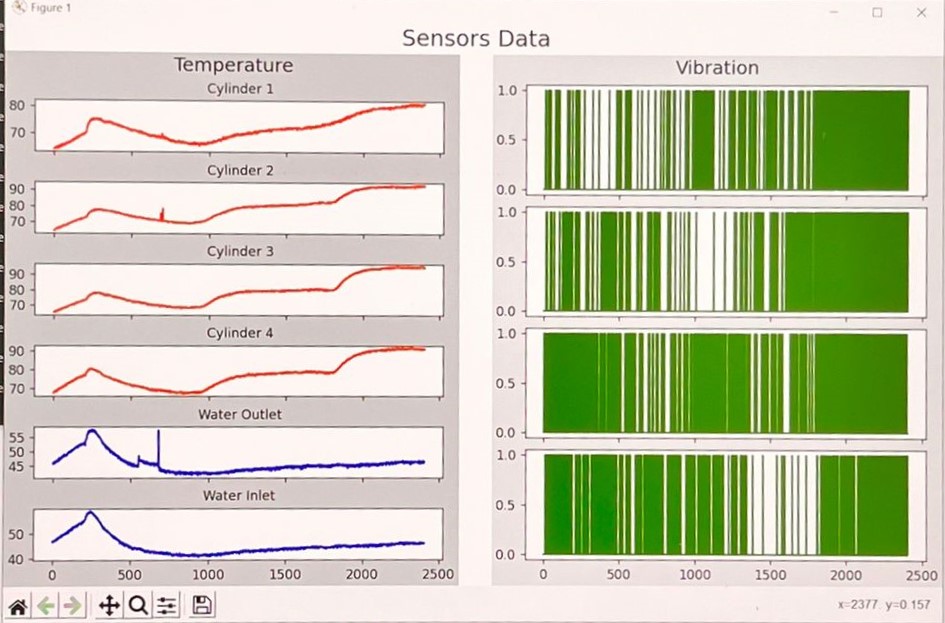 Figure 1
Sensors Data
Temperature
Cylinder 1
80
70
Cylinder 2
90
80
70
Cylinder 3
90
80
70
Cylinder 4
90
80
70
Water Outlet
55
50
45
Water Inlet
50
40
0 500 1000 1500 2000 2500
Vibration
1.0
0.5
0.0
1.0
0.5
0.0
1.0
0.5
0.0
1.0
0.5
0.0
0 500 1000 1500 2000 2500
x=2377. y=0.157